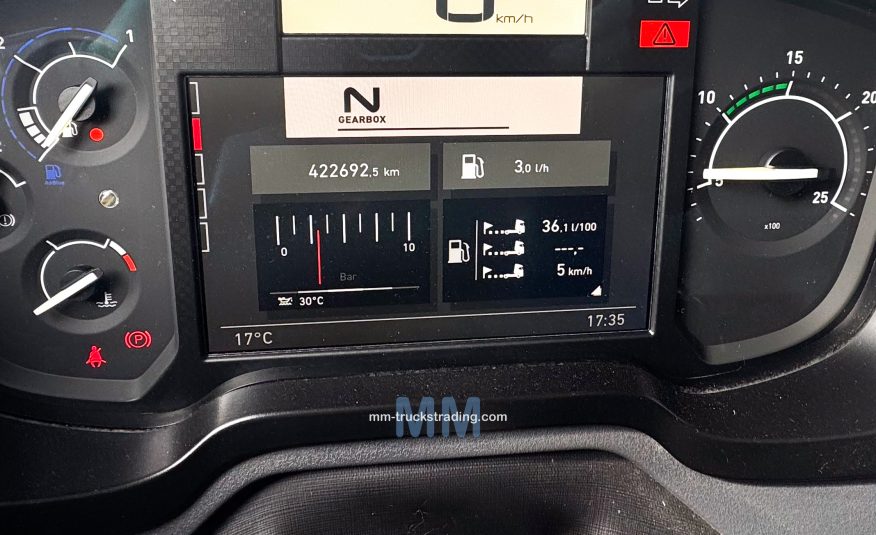 0 km/h
2
1
15
10
20
5
25
x100
N
GEARBOX
422692,5 km
3,0 l/h
AdBlue
36,1 l/100
---,-
5 km/h
0
10
Bar
30°C
17°C
17:35
P
MM
mm-truckstrading.com